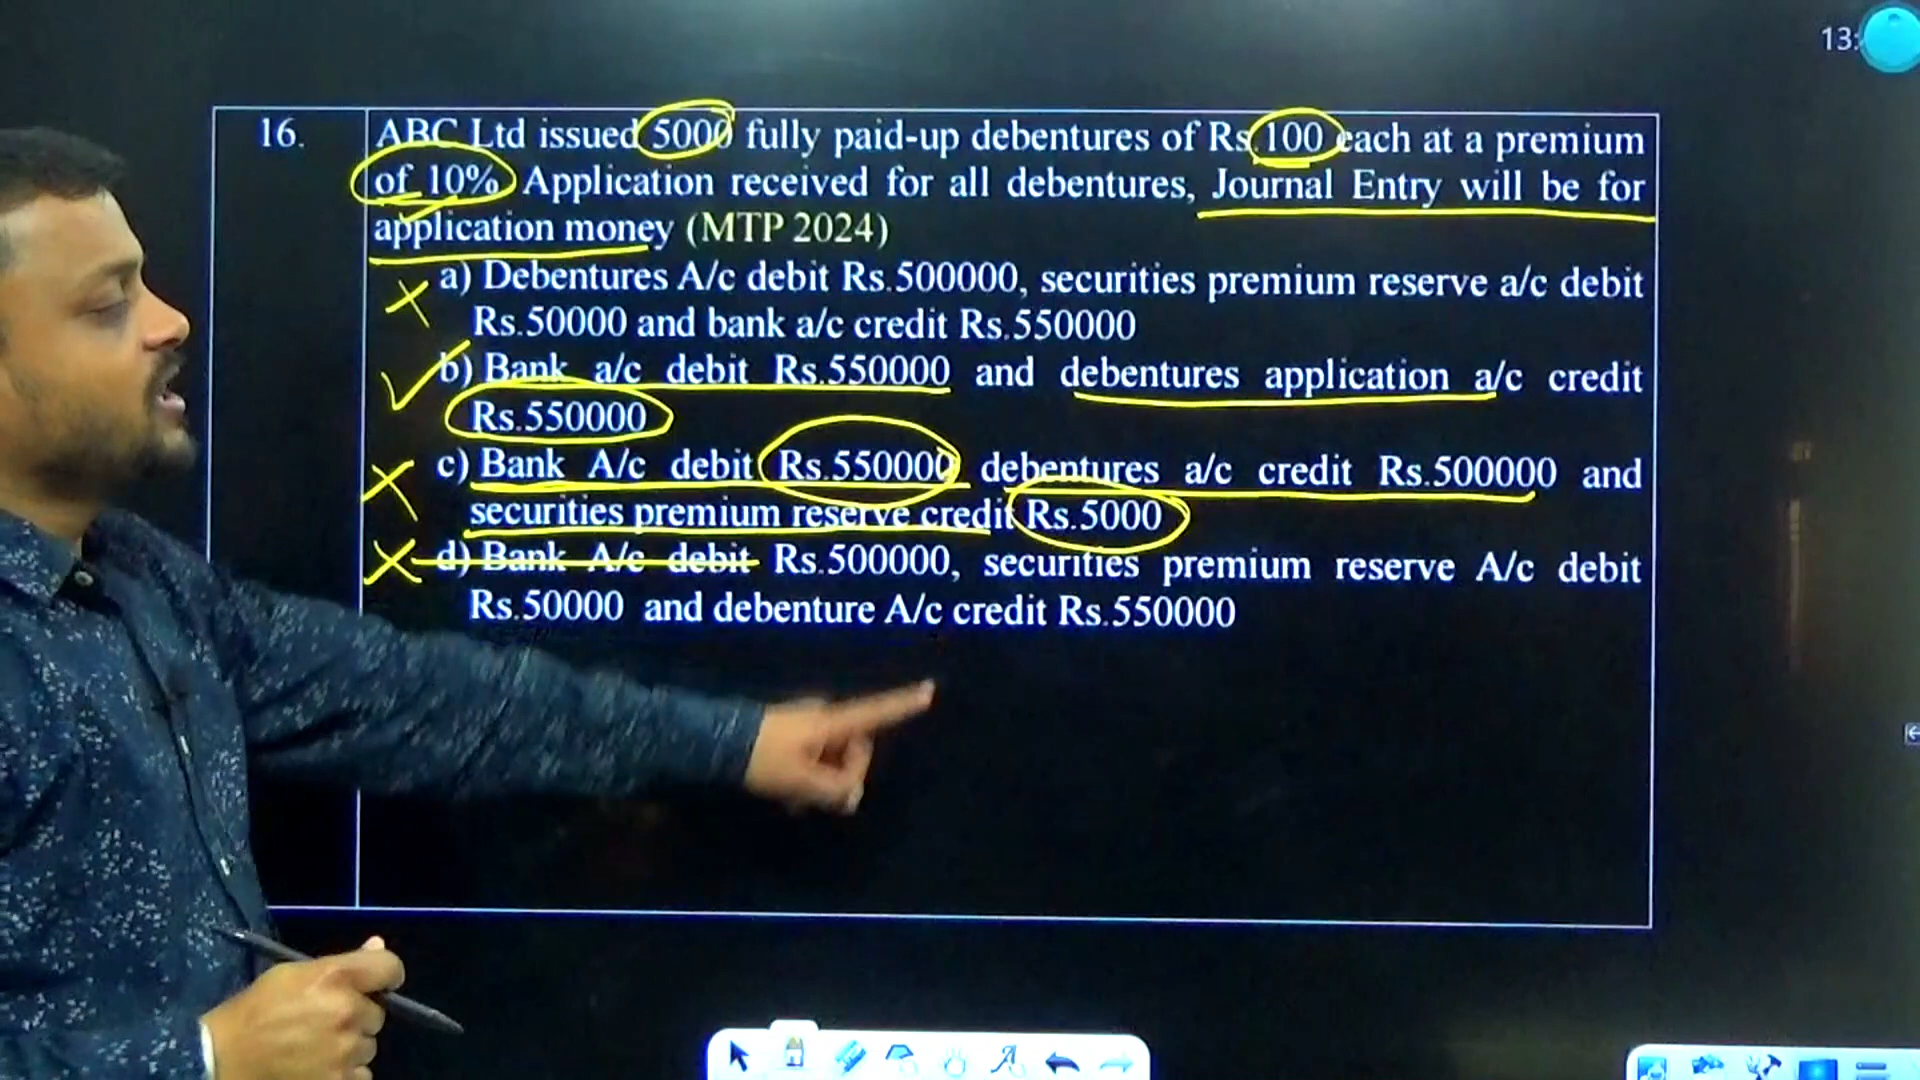 13:
16.
ABC Ltd issued 5000 fully paid-up debentures of Rs.100 each at a premium
of 10%. Application received for all debentures, Journal Entry will be for
application money (MTP 2024)
a) Debentures A/c debit Rs.500000, securities premium reserve a/c debit
Rs.50000 and bank a/c credit Rs.550000
b) Bank a/c debit Rs.550000 and debentures application a/c credit
Rs.550000
c) Bank A/c debit Rs.550000 debentures a/c credit Rs.500000 and
securities premium reserve credit Rs.5000
d) Bank A/c debit Rs.500000, securities premium reserve A/c debit
Rs.50000 and debenture A/c credit Rs.550000